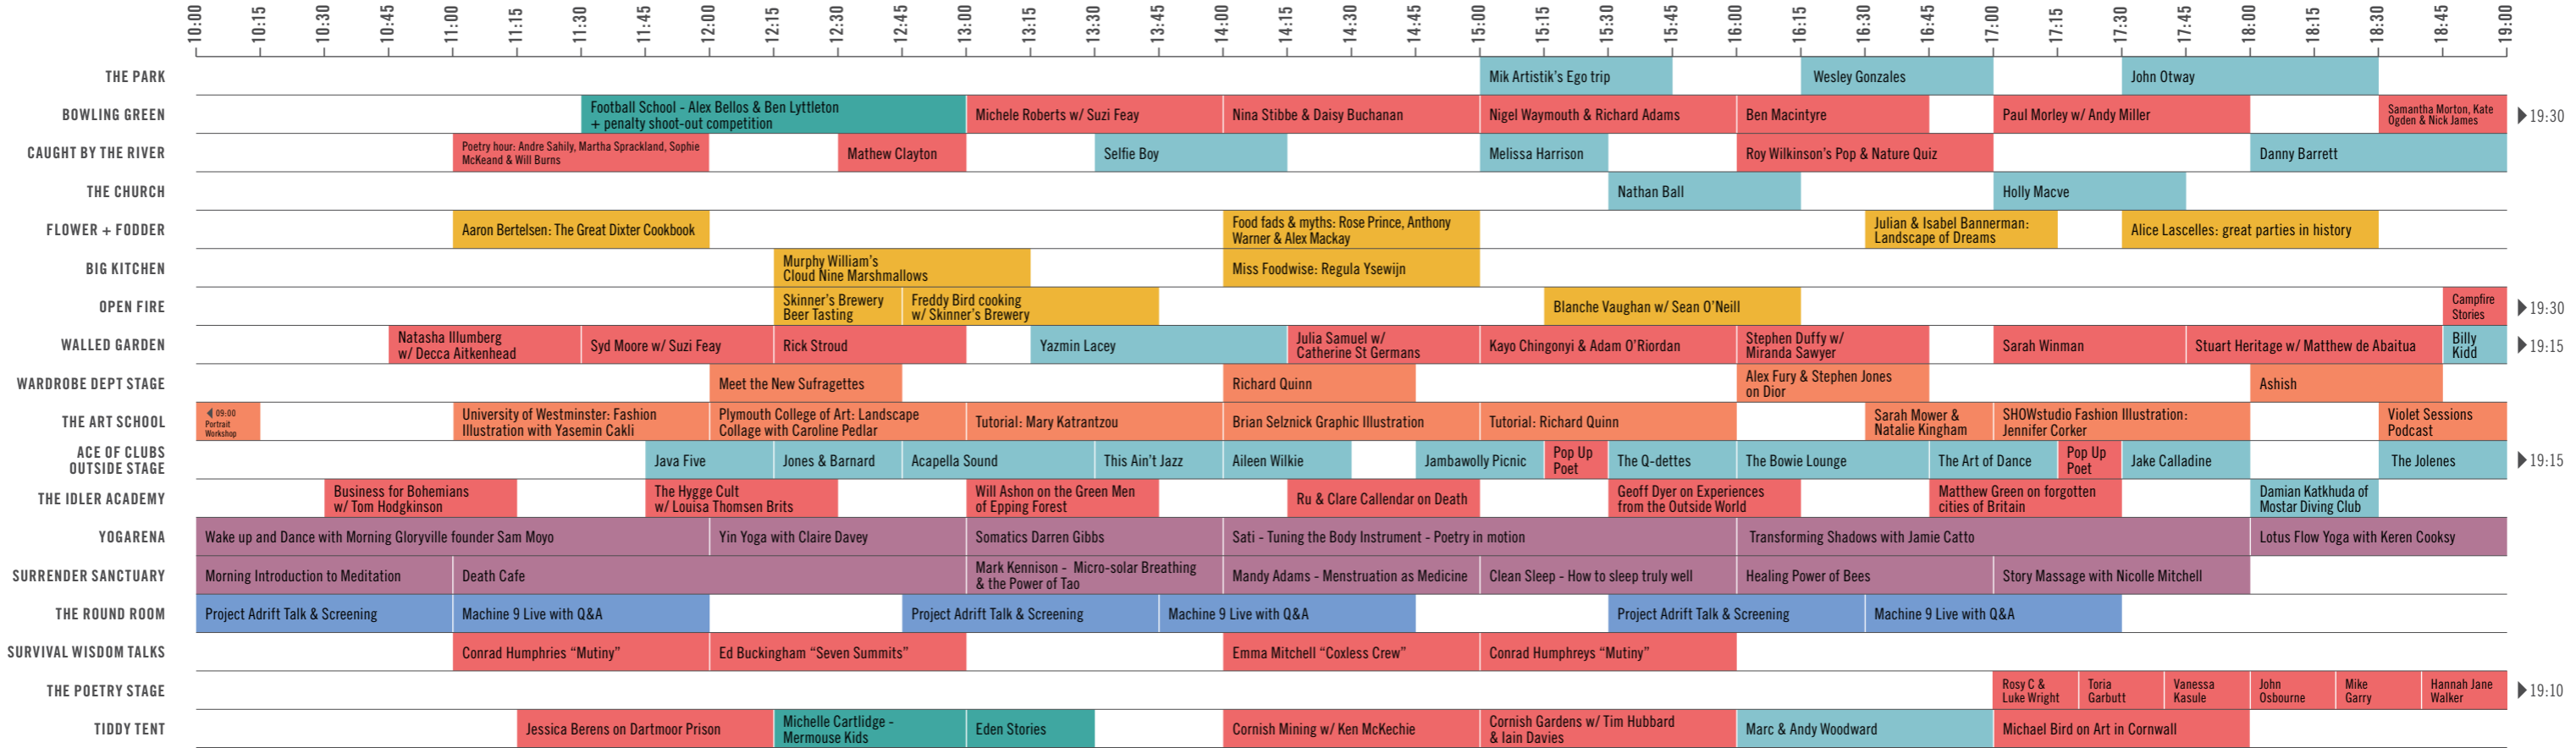 10:00 10:15 10:30 10:45 11:00 11:15 11:30 11:45 12:00 12:15 12:30 12:45 13:00 13:15 13:30 13:45 14:00 14:15 14:30 14:45 15:00 15:15 15:30 15:45 16:00 16:15 16:30 16:45 17:00 17:15 17:30 17:45 18:00 18:15 18:30 18:45 19:00
THE PARK
Mik Artistik's Ego trip
Wesley Gonzales
John Otway
BOWLING GREEN
Football School - Alex Bellos & Ben Lyttleton
+ penalty shoot-out competition
Michele Roberts w/ Suzi Feay
Nina Stibbe & Daisy Buchanan
Nigel Waymouth & Richard Adams
Ben Macintyre
Paul Morley w/ Andy Miller
Samantha Morton, Kate
Ogden & Nick James
19:30
CAUGHT BY THE RIVER
Poetry hour: Andre Sahily, Martha Sprackland, Sophie
McKeand & Will Burns
Mathew Clayton
Selfie Boy
Melissa Harrison
Roy Wilkinson's Pop & Nature Quiz
Danny Barrett
THE CHURCH
Nathan Ball
Holly Macve
FLOWER + FODDER
Aaron Bertelsen: The Great Dixter Cookbook
Food fads & myths: Rose Prince, Anthony
Warner & Alex Mackay
Julian & Isabel Bannerman:
Landscape of Dreams
Alice Lascelles: great parties in history
BIG KITCHEN
Murphy William's
Cloud Nine Marshmallows
Miss Foodwise: Regula Ysewijn
OPEN FIRE
Skinner's Brewery
Beer Tasting
Freddy Bird cooking
w/ Skinner's Brewery
Blanche Vaughan w/ Sean O'Neill
Campfire
Stories
19:30
WALLED GARDEN
Natasha Illumberg
w/ Decca Aitkenhead
Syd Moore w/ Suzi Feay
Rick Stroud
Yazmin Lacey
Julia Samuel w/
Catherine St Germans
Kayo Chingonyi & Adam O'Riordan
Stephen Duffy w/
Miranda Sawyer
Sarah Winman
Stuart Heritage w/ Matthew de Abaitua
Billy
Kidd
19:15
WARDROBE DEPT STAGE
Meet the New Sufragettes
Richard Quinn
Alex Fury & Stephen Jones
on Dior
Ashish
THE ART SCHOOL
09:00
Portrait
Workshop
University of Westminster: Fashion
Illustration with Yasemin Cakli
Plymouth College of Art: Landscape
Collage with Caroline Pedlar
Tutorial: Mary Katrantzou
Brian Selznick Graphic Illustration
Tutorial: Richard Quinn
Sarah Mower &
Natalie Kingham
SHOWstudio Fashion Illustration:
Jennifer Corker
Violet Sessions
Podcast
ACE OF CLUBS
OUTSIDE STAGE
Java Five
Jones & Barnard
Acapella Sound
This Ain't Jazz
Aileen Wilkie
Jambawolly Picnic
Pop Up
Poet
The Q-dettes
The Bowie Lounge
The Art of Dance
Pop Up
Poet
Jake Calladine
The Jolenes
19:15
THE IDLER ACADEMY
Business for Bohemians
w/ Tom Hodgkinson
The Hygge Cult
w/ Louisa Thomsen Brits
Will Ashon on the Green Men
of Epping Forest
Ru & Clare Callendar on Death
Geoff Dyer on Experiences
from the Outside World
Matthew Green on forgotten
cities of Britain
Damian Katkhuda of
Mostar Diving Club
YOGARENA
Wake up and Dance with Morning Gloryville founder Sam Moyo
Yin Yoga with Claire Davey
Somatics Darren Gibbs
Sati - Tuning the Body Instrument - Poetry in motion
Transforming Shadows with Jamie Catto
Lotus Flow Yoga with Keren Cooksy
SURRENDER SANCTUARY
Morning Introduction to Meditation
Death Cafe
Mark Kennison - Micro-solar Breathing
& the Power of Tao
Mandy Adams - Menstruation as Medicine
Clean Sleep - How to sleep truly well
Healing Power of Bees
Story Massage with Nicolle Mitchell
THE ROUND ROOM
Project Adrift Talk & Screening
Machine 9 Live with Q&A
Project Adrift Talk & Screening
Machine 9 Live with Q&A
Project Adrift Talk & Screening
Machine 9 Live with Q&A
SURVIVAL WISDOM TALKS
Conrad Humphries "Mutiny"
Ed Buckingham "Seven Summits"
Emma Mitchell "Coxless Crew"
Conrad Humphreys "Mutiny"
THE POETRY STAGE
Rosy C &
Luke Wright
Toria
Garbutt
Vanessa
Kasule
John
Osbourne
Mike
Garry
Hannah Jane
Walker
19:10
TIDDY TENT
Jessica Berens on Dartmoor Prison
Michelle Cartlidge -
Mermouse Kids
Eden Stories
Cornish Mining w/ Ken McKechie
Cornish Gardens w/ Tim Hubbard
& Iain Davies
Marc & Andy Woodward
Michael Bird on Art in Cornwall